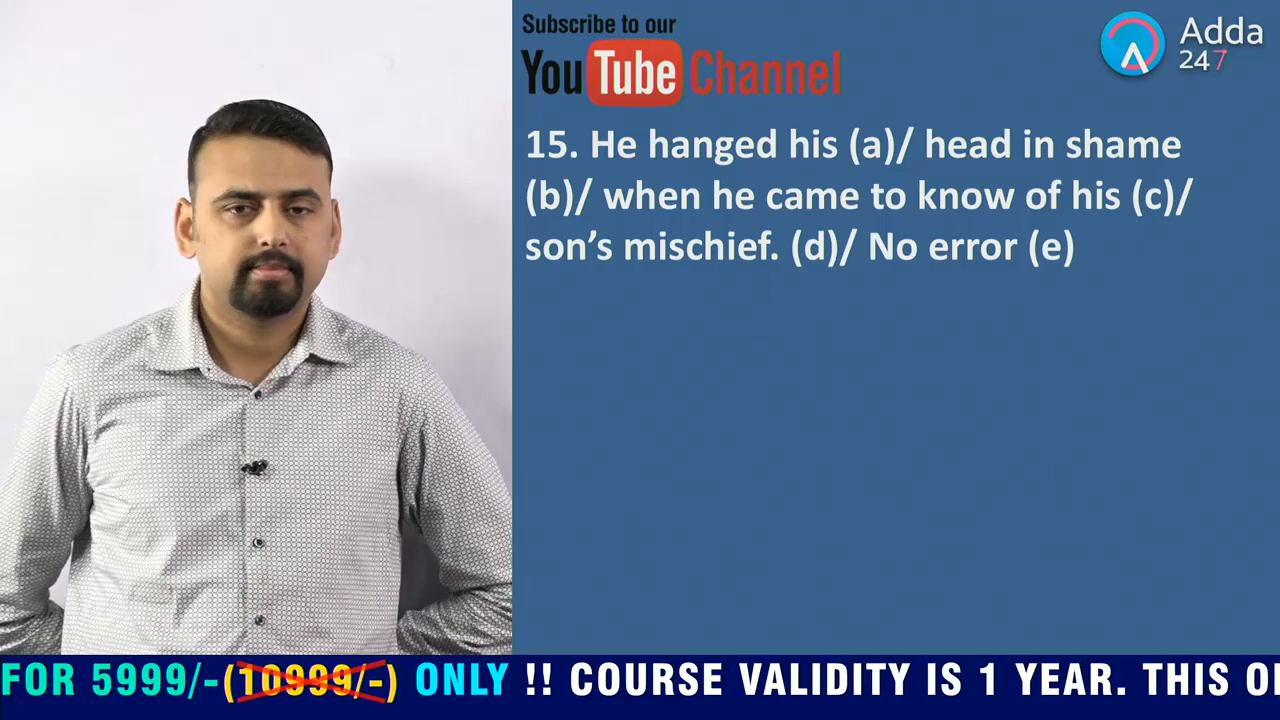 Subscribe to our
YouTube Channel
Adda
247
15. He hanged his (a)/ head in shame
(b)/ when he came to know of his (c)/
son’s mischief. (d)/ No error (e)
FOR 5999/-(10999/-) ONLY !! COURSE VALIDITY IS 1 YEAR. THIS